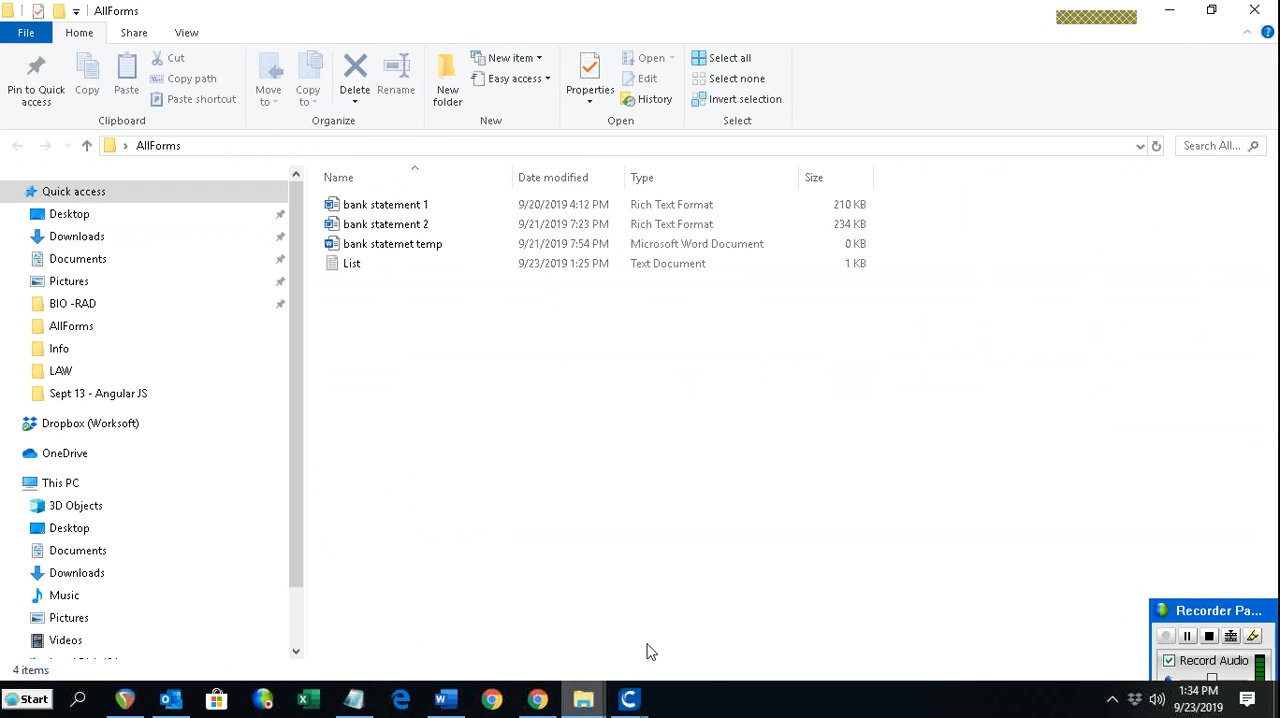 AllForms
File Home Share View
Pin to Quick access
Copy
Paste
Cut
Copy path
Paste shortcut
Clipboard
Move to
Copy to
Delete
Rename
Organize
New folder
New item
Easy access
New
Properties
Open
Edit
History
Open
Select all
Select none
Invert selection
Select
AllForms
Search All...
Name Date modified Type Size
bank statement 1 9/20/2019 4:12 PM Rich Text Format 210 KB
bank statement 2 9/21/2019 7:23 PM Rich Text Format 234 KB
bank statemet temp 9/21/2019 7:54 PM Microsoft Word Document 0 KB
List 9/23/2019 1:25 PM Text Document 1 KB
Quick access
Desktop
Downloads
Documents
Pictures
BIO -RAD
AllForms
Info
LAW
Sept 13 - Angular JS
Dropbox (Worksoft)
OneDrive
This PC
3D Objects
Desktop
Documents
Downloads
Music
Pictures
Videos
4 items
Recorder Pa...
Record Audio
Start
1:34 PM
9/23/2019